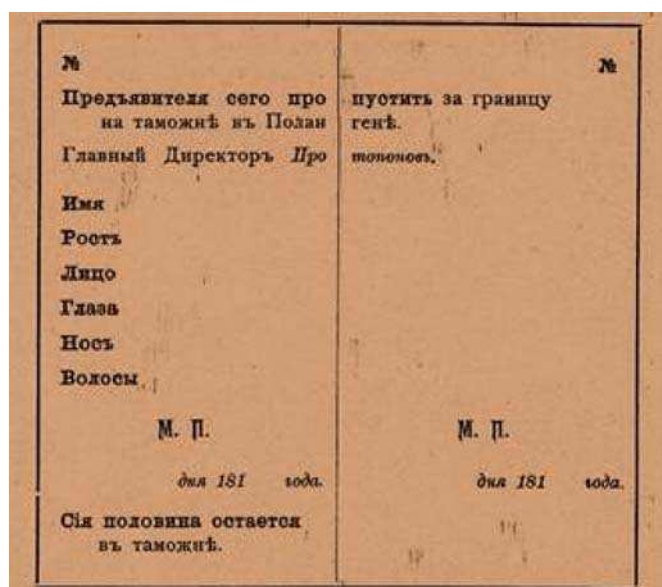 № №
Предъявителя сего про пустить за границу
на таможнѣ въ Полан генѣ.
Главный Директоръ Про топоповъ.
Имя
Ростъ
Лицо
Глаза
Носъ
Волосы
М. П. М. П.
дня 181 года. дня 181 года.
Сія половина остается
въ таможнѣ.